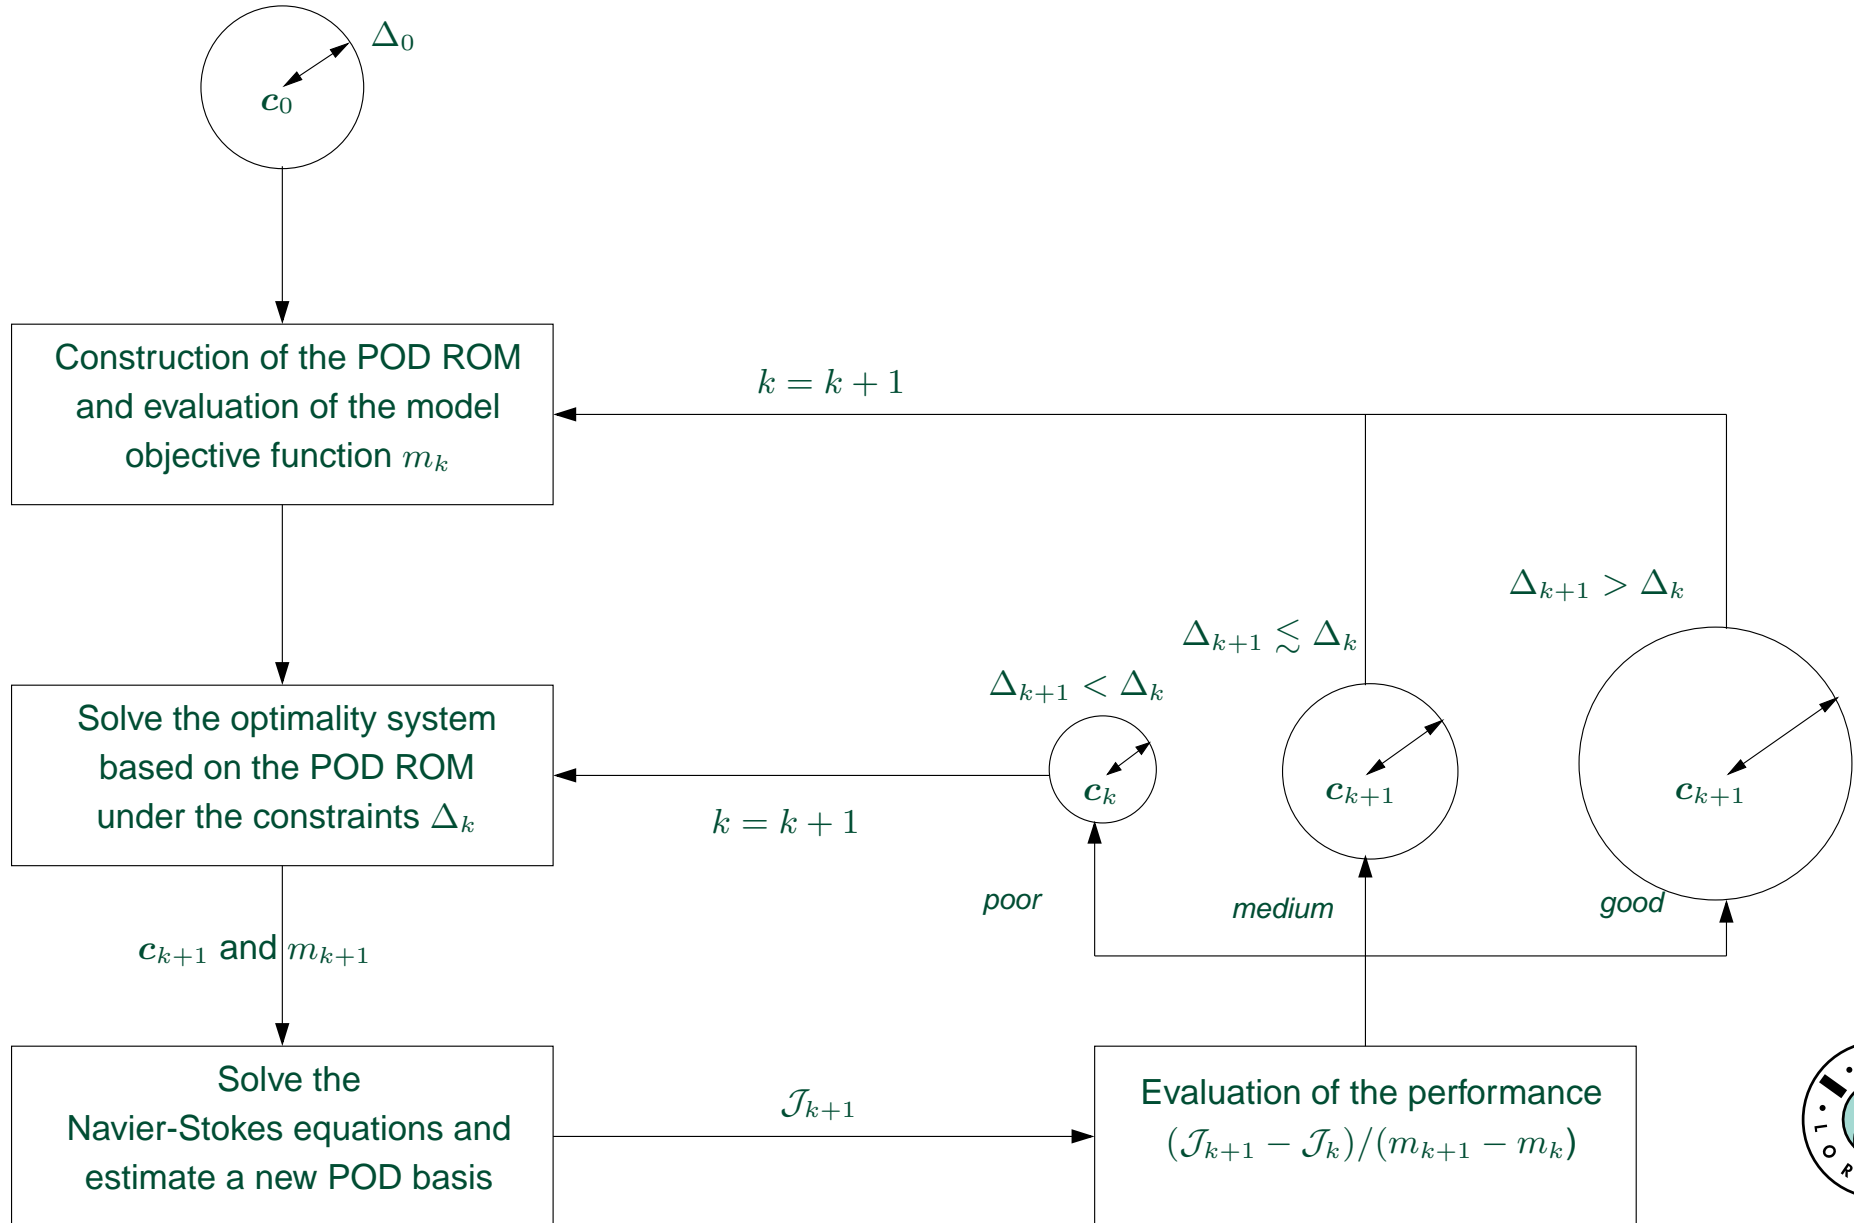 Δ₀
c₀
Construction of the POD ROM
and evaluation of the model
objective function mₖ
k = k + 1
Δₖ₊₁ > Δₖ
Δₖ₊₁ ≲ Δₖ
Δₖ₊₁ < Δₖ
Solve the optimality system
based on the POD ROM
under the constraints Δₖ
k = k + 1
cₖ
cₖ₊₁
cₖ₊₁
poor
medium
good
cₖ₊₁ and mₖ₊₁
Solve the
Navier-Stokes equations and
estimate a new POD basis
𝒥ₖ₊₁
Evaluation of the performance
(𝒥ₖ₊₁ − 𝒥ₖ)/(mₖ₊₁ − mₖ)